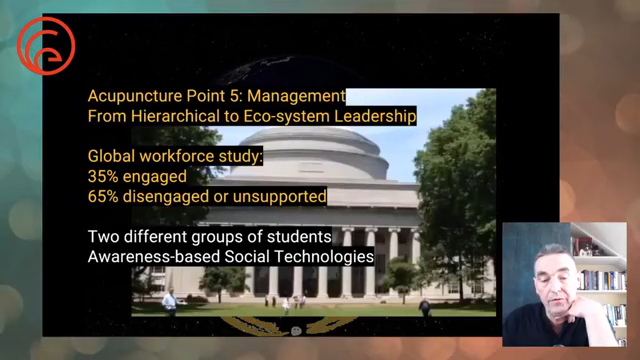 Acupuncture Point 5: Management
From Hierarchical to Eco-system Leadership
Global workforce study:
35% engaged
65% disengaged or unsupported
Two different groups of students
Awareness-based Social Technologies